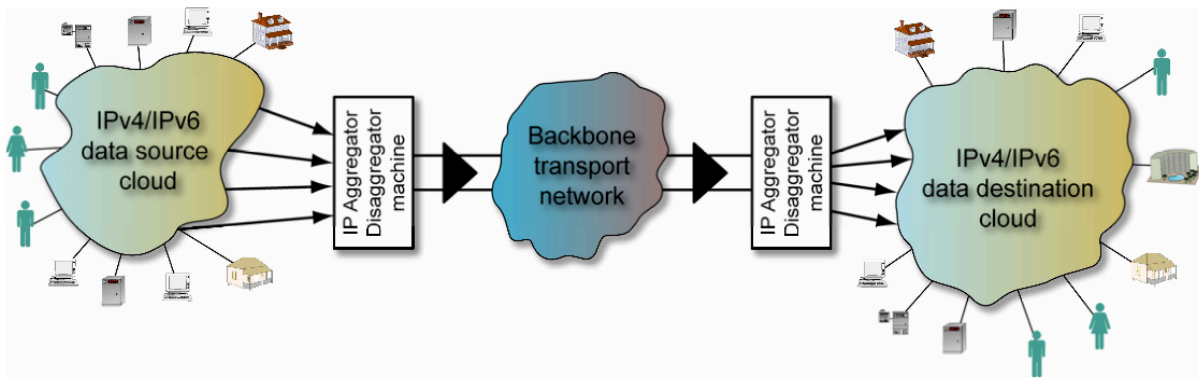 IPv4/IPv6
data source
cloud
IP Aggregator
Disaggregator
machine
Backbone
transport
network
IP Aggregator
Disaggregator
machine
IPv4/IPv6
data destination
cloud